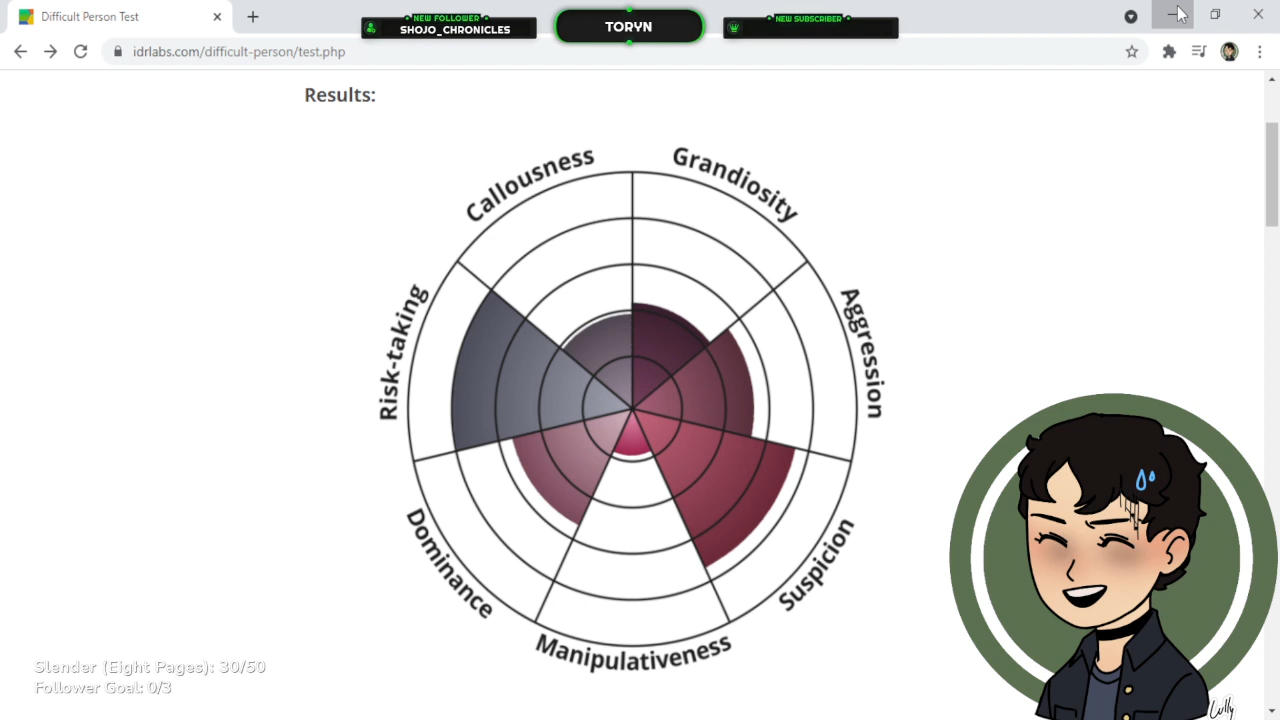 Difficult Person Test
NEW FOLLOWER
SHOJO_CHRONICLES
TORYN
NEW SUBSCRIBER
idrlabs.com/difficult-person/test.php
Results:
Callousness
Grandiosity
Risk-taking
Aggression
Dominance
Suspicion
Manipulativeness
Slender (Eight Pages): 30/50
Follower Goal: 0/3
Lully